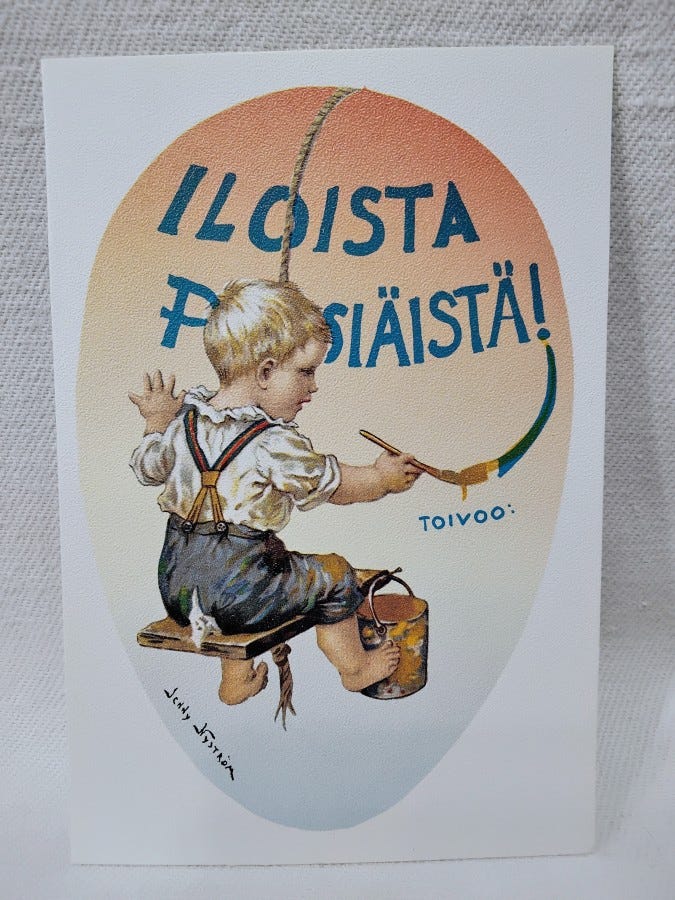 ILOISTA
P SIÄISTÄ!
TOIVOO:
JENNY NYSTRÖM